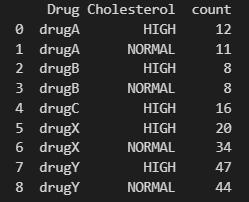 Drug Cholesterol count
0 drugA HIGH 12
1 drugA NORMAL 11
2 drugB HIGH 8
3 drugB NORMAL 8
4 drugC HIGH 16
5 drugX HIGH 20
6 drugX NORMAL 34
7 drugY HIGH 47
8 drugY NORMAL 44